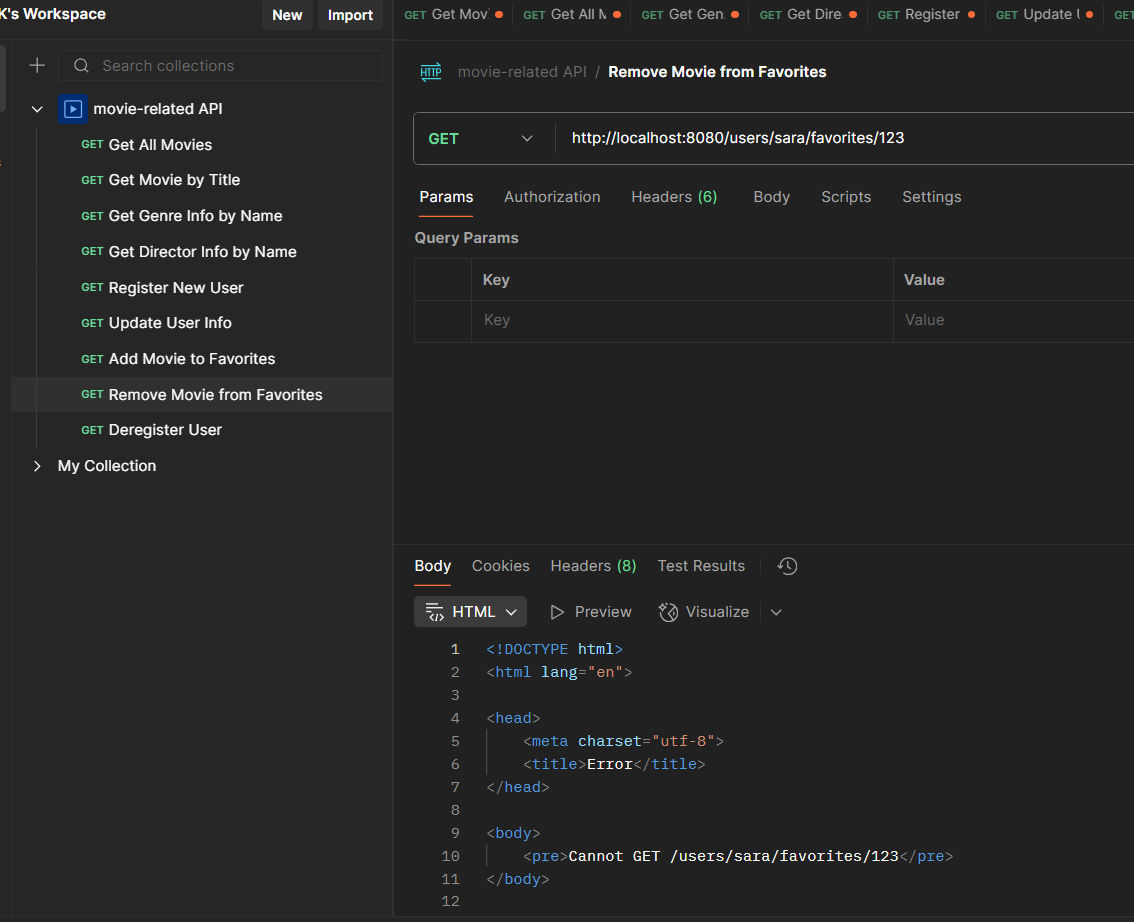 K's Workspace
New
Import
GET Get Mov
GET Get All M
GET Get Gen
GET Get Dire
GET Register
GET Update U
GET
Search collections
movie-related API
GET Get All Movies
GET Get Movie by Title
GET Get Genre Info by Name
GET Get Director Info by Name
GET Register New User
GET Update User Info
GET Add Movie to Favorites
GET Remove Movie from Favorites
GET Deregister User
My Collection
HTTP movie-related API / Remove Movie from Favorites
GET http://localhost:8080/users/sara/favorites/123
Params Authorization Headers (6) Body Scripts Settings
Query Params
Key Value
Key Value
Body Cookies Headers (8) Test Results
HTML Preview Visualize
1 <!DOCTYPE html>
2 <html lang="en">
3
4 <head>
5 <meta charset="utf-8">
6 <title>Error</title>
7 </head>
8
9 <body>
10 <pre>Cannot GET /users/sara/favorites/123</pre>
11 </body>
12